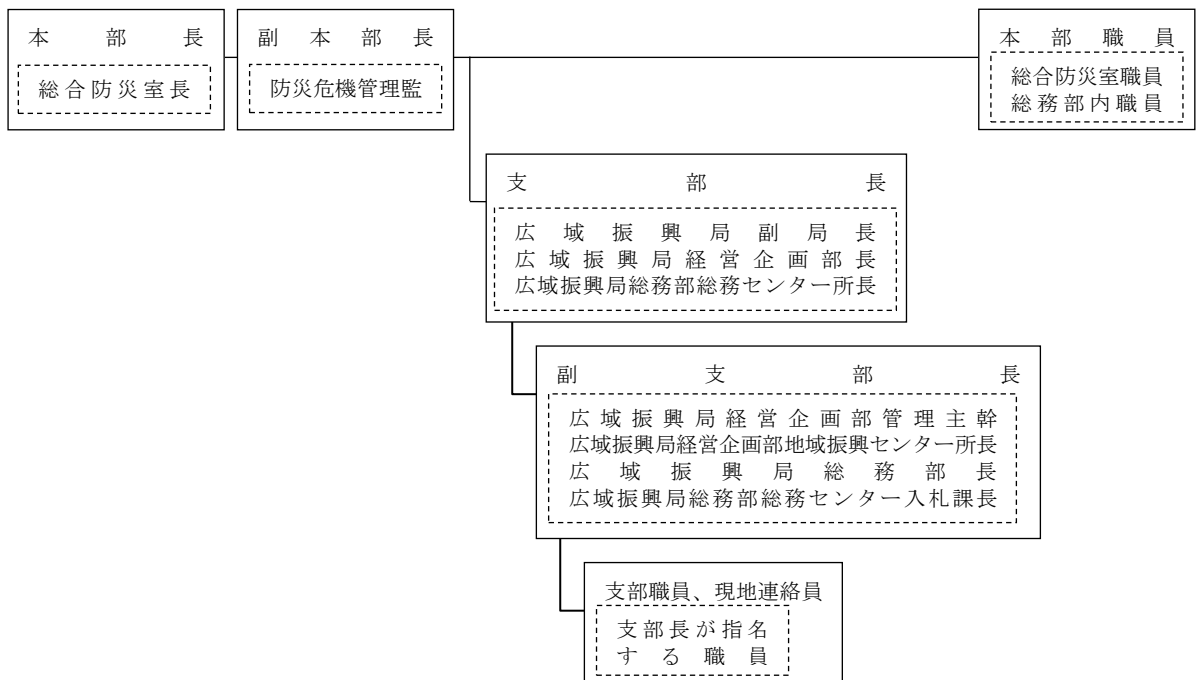 本部長
総合防災室長
副本部長
防災危機管理監
本部職員
総合防災室職員
総務部内職員
支部長
広域振興局副局長
広域振興局経営企画部長
広域振興局総務部総務センター所長
副支部長
広域振興局経営企画部管理主幹
広域振興局経営企画部地域振興センター所長
広域振興局総務部長
広域振興局総務部総務センター入札課長
支部職員、現地連絡員
支部長が指名
する職員